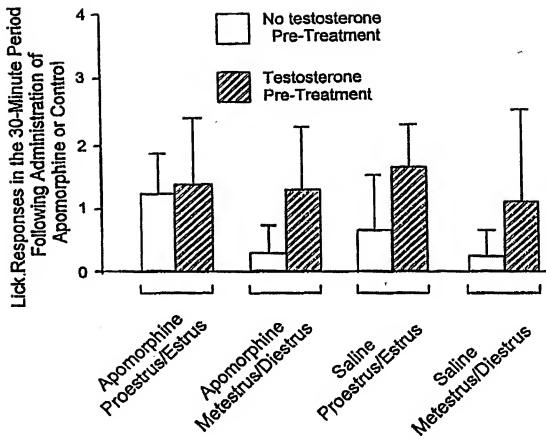 Lick.Responses in the 30-Minute Period
Following Administration of
Apomorphine or Control
4
3
2
1
0
No testosterone
Pre-Treatment
Testosterone
Pre-Treatment
Apomorphine
Proestrus/Estrus
Apomorphine
Metestrus/Diestrus
Saline
Proestrus/Estrus
Saline
Metestrus/Diestrus